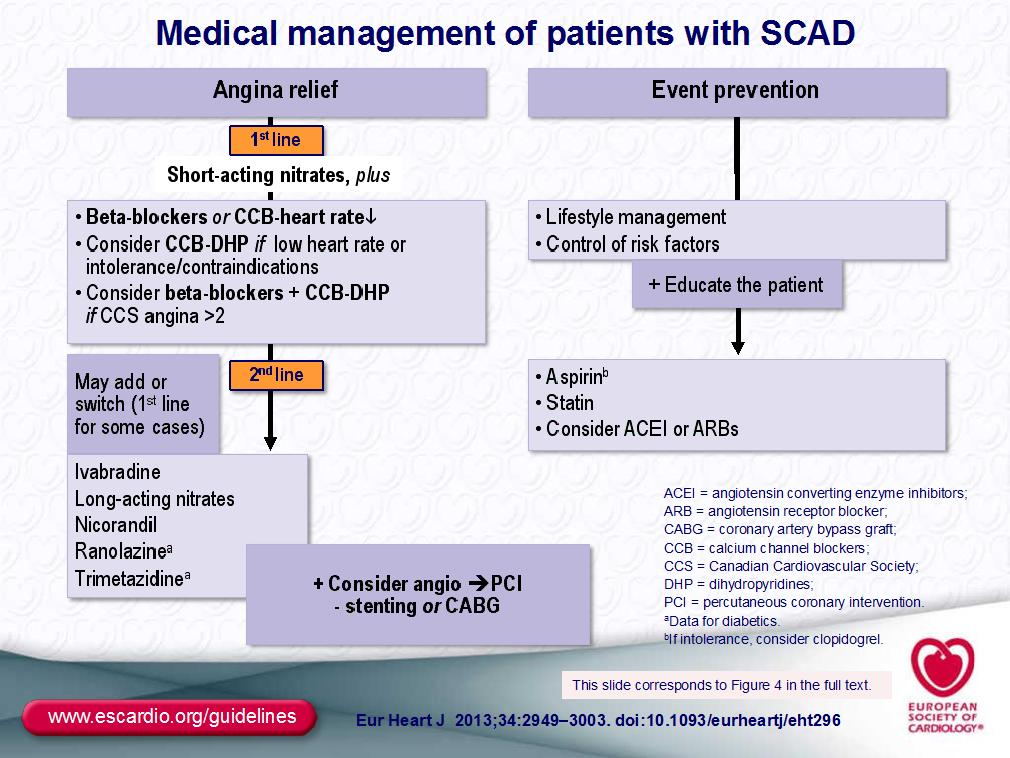 Medical management of patients with SCAD
Angina relief
1st line
Short-acting nitrates, plus
• Beta-blockers or CCB-heart rate↓
• Consider CCB-DHP if low heart rate or
intolerance/contraindications
• Consider beta-blockers + CCB-DHP
if CCS angina >2
2nd line
May add or
switch (1st line
for some cases)
Ivabradine
Long-acting nitrates
Nicorandil
Ranolazineᵃ
Trimetazidineᵃ
+ Consider angio ➔PCI
- stenting or CABG
Event prevention
• Lifestyle management
• Control of risk factors
+ Educate the patient
• Aspirinᵇ
• Statin
• Consider ACEI or ARBs
ACEI = angiotensin converting enzyme inhibitors;
ARB = angiotensin receptor blocker;
CABG = coronary artery bypass graft;
CCB = calcium channel blockers;
CCS = Canadian Cardiovascular Society;
DHP = dihydropyridines;
PCI = percutaneous coronary intervention.
ᵃData for diabetics.
ᵇIf intolerance, consider clopidogrel.
This slide corresponds to Figure 4 in the full text.
www.escardio.org/guidelines
Eur Heart J 2013;34:2949–3003. doi:10.1093/eurheartj/eht296
EUROPEAN
SOCIETY OF
CARDIOLOGY®